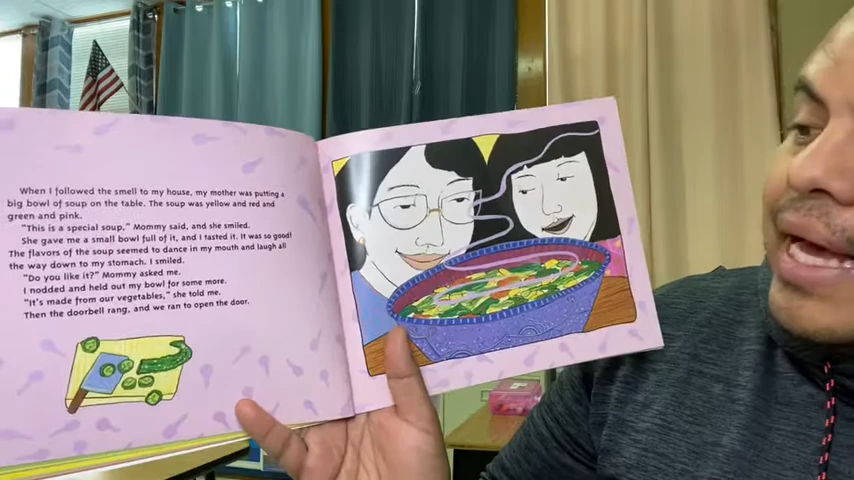 When I followed the smell to my house, my mother was putting a
big bowl of soup on the table. The soup was yellow and red and
green and pink.
"This is a special soup," Mommy said, and she smiled.
She gave me a small bowl full of it, and I tasted it. It was so good!
The flavors of the soup seemed to dance in my mouth and laugh all
the way down to my stomach.
"Do you like it?" Mommy asked me.
I nodded and held out my bowl for some more.
"It's made from our vegetables," she told me.
Then the doorbell rang, and we ran to open the door.